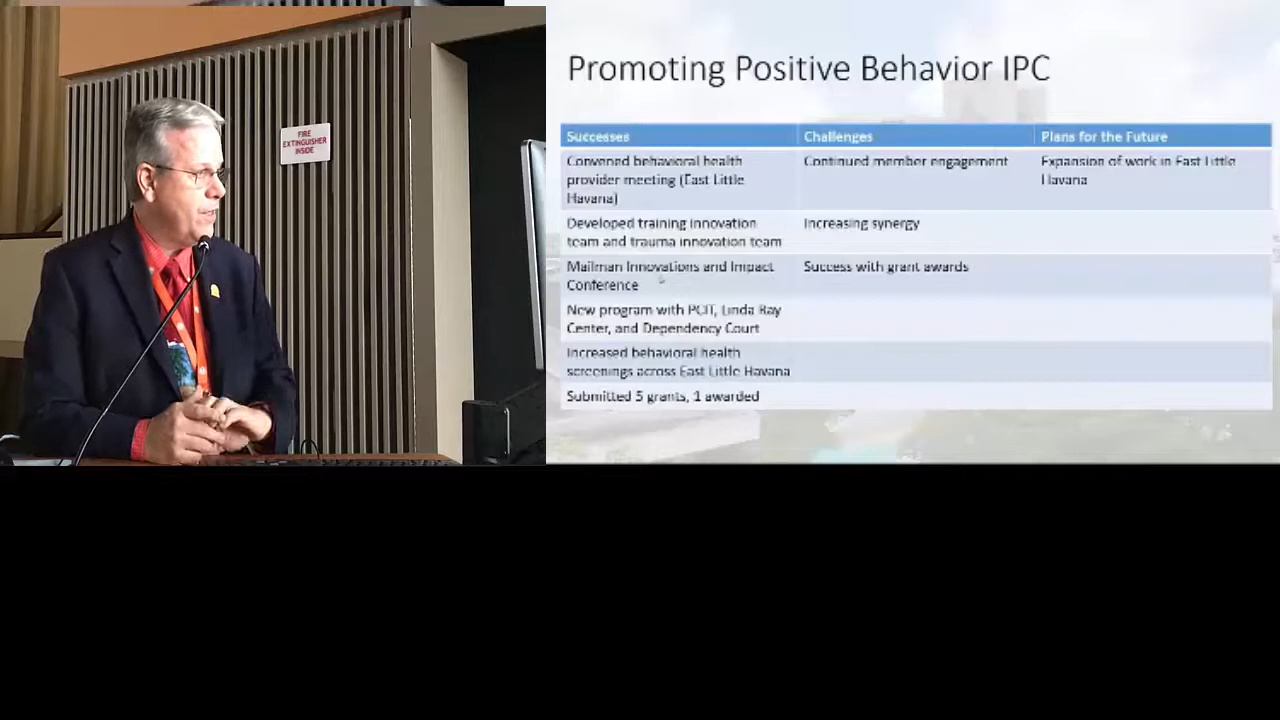 FIRE
EXTINGUISHER
INSIDE
Promoting Positive Behavior IPC
Successes
Challenges
Plans for the Future
Convened behavioral health
provider meeting (East Little
Havana)
Continued member engagement
Expansion of work in East Little
Havana
Developed training innovation
team and trauma innovation team
Increasing synergy
Mailman Innovations and Impact
Conference
Success with grant awards
New program with PCIT, Linda Ray
Center, and Dependency Court
Increased behavioral health
screenings across East Little Havana
Submitted 5 grants, 1 awarded